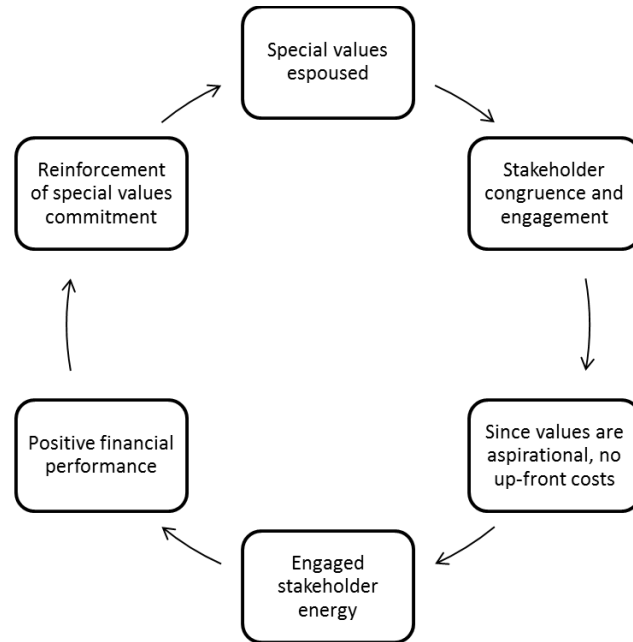 Special values
espoused
Stakeholder
congruence and
engagement
Since values are
aspirational, no
up-front costs
Engaged
stakeholder
energy
Positive financial
performance
Reinforcement
of special values
commitment